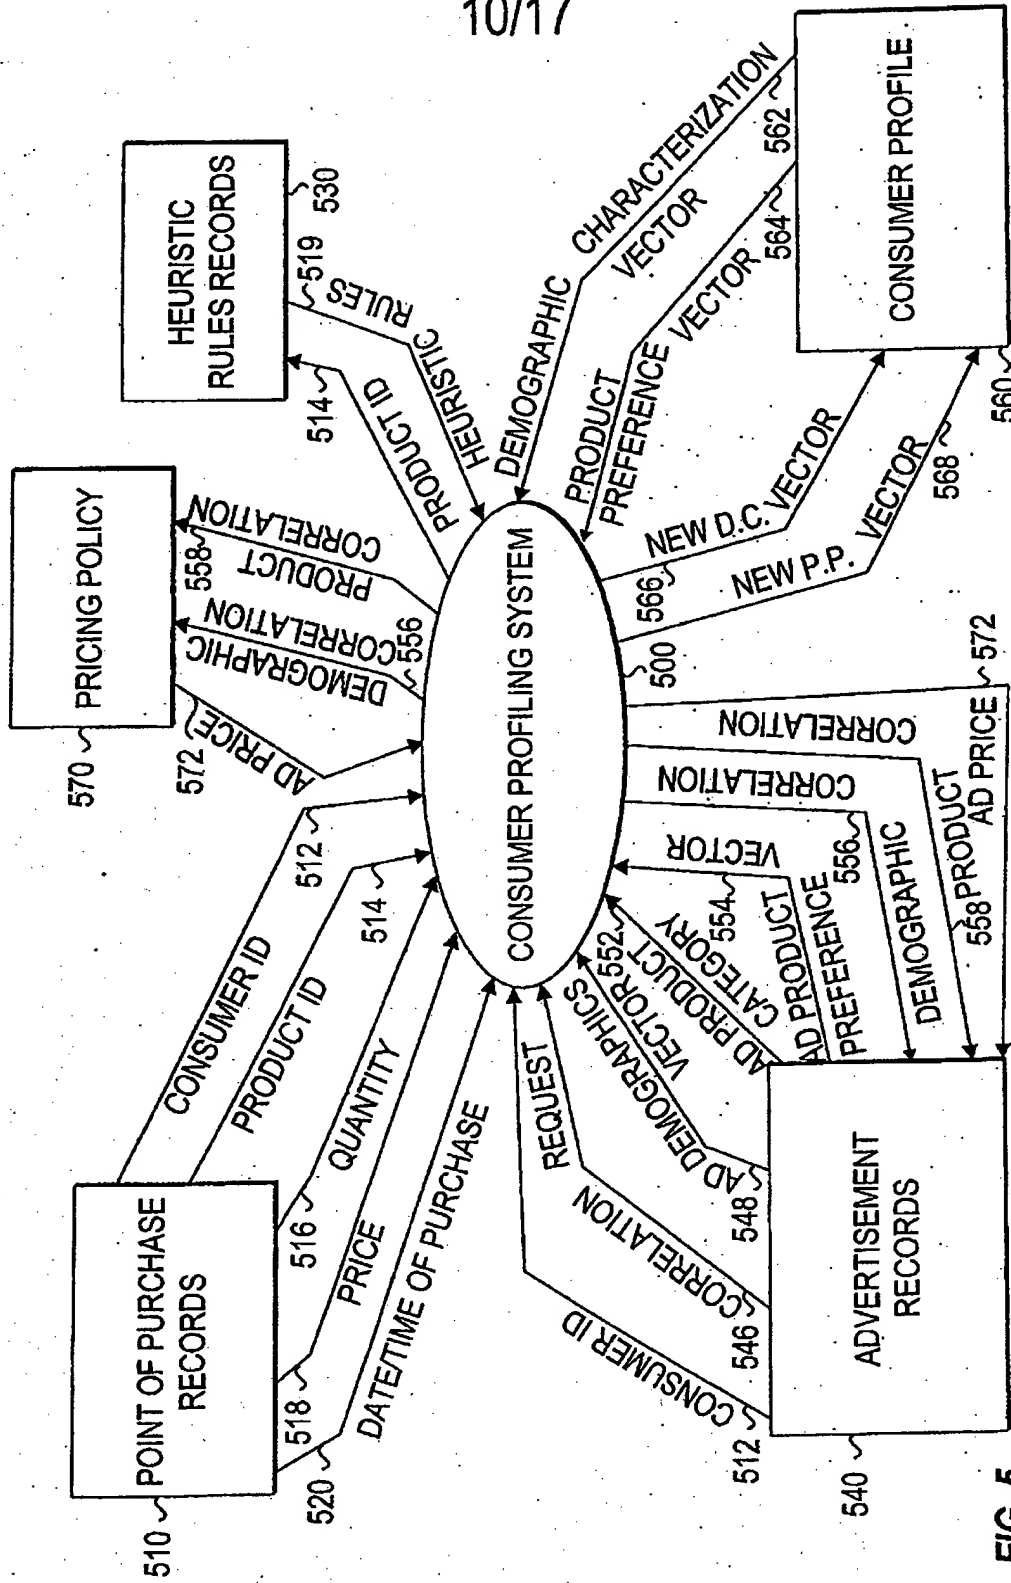 10/17
510
POINT OF PURCHASE
RECORDS
570
PRICING POLICY
HEURISTIC
RULES RECORDS
530
CONSUMER ID
512
PRODUCT ID
514
516
QUANTITY
518
PRICE
520
DATE/TIME OF PURCHASE
572
AD PRICE
DEMOGRAPHIC
CORRELATION
556
PRODUCT
CORRELATION
558
514
PRODUCT ID
519
HEURISTIC RULES
CONSUMER PROFILING SYSTEM
500
DEMOGRAPHIC CHARACTERIZATION
VECTOR
562
PRODUCT
PREFERENCE VECTOR
564
NEW D.C. VECTOR
566
NEW P.P. VECTOR
568
CONSUMER PROFILE
560
CONSUMER ID
512
CORRELATION REQUEST
546
AD DEMOGRAPHICS
VECTOR
548
AD PRODUCT
CATEGORY
552
AD PRODUCT
PREFERENCE
VECTOR
554
DEMOGRAPHIC
CORRELATION
556
558 PRODUCT
CORRELATION
AD PRICE
572
ADVERTISEMENT
RECORDS
540
FIG. 5